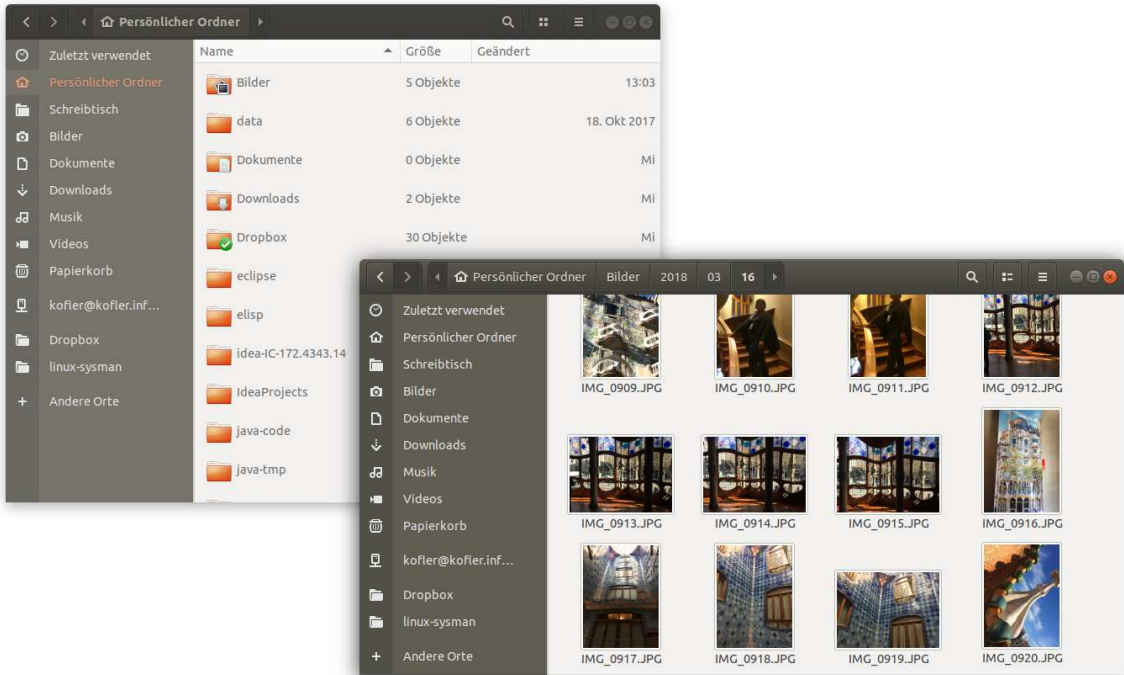 Persönlicher Ordner
Zuletzt verwendet
Persönlicher Ordner
Schreibtisch
Bilder
Dokumente
Downloads
Musik
Videos
Papierkorb
kofler@kofler.inf...
Dropbox
linux-sysman
Andere Orte
Name Größe Geändert
Bilder 5 Objekte 13:03
data 6 Objekte 18. Okt 2017
Dokumente 0 Objekte Mi
Downloads 2 Objekte Mi
Dropbox 30 Objekte Mi
eclipse
elisp
idea-IC-172.4343.14
IdeaProjects
java-code
java-tmp
Persönlicher Ordner Bilder 2018 03 16
Zuletzt verwendet
Persönlicher Ordner
Schreibtisch
Bilder
Dokumente
Downloads
Musik
Videos
Papierkorb
kofler@kofler.inf...
Dropbox
linux-sysman
Andere Orte
IMG_0909.JPG IMG_0910.JPG IMG_0911.JPG IMG_0912.JPG
IMG_0913.JPG IMG_0914.JPG IMG_0915.JPG IMG_0916.JPG
IMG_0917.JPG IMG_0918.JPG IMG_0919.JPG IMG_0920.JPG